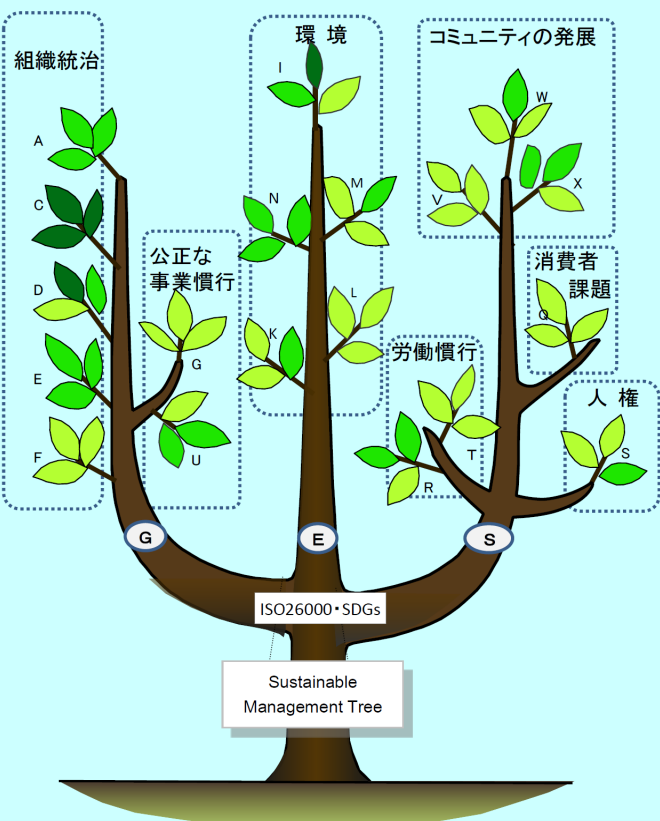 組織統治
A
C
D
E
F
公正な
事業慣行
G
U
環境
I
N
M
L
K
コミュニティの発展
W
V
X
消費者
課題
Q
労働慣行
T
R
人権
S
G
E
S
ISO26000・SDGs
Sustainable
Management Tree